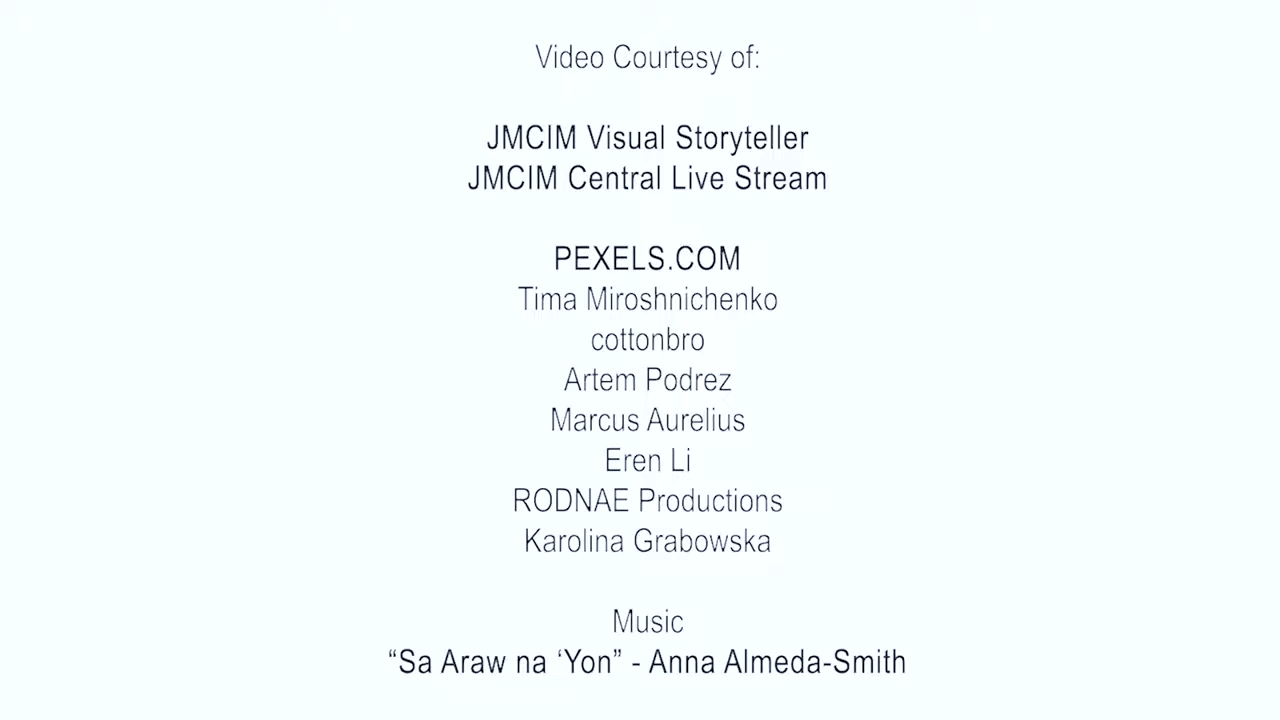 Video Courtesy of:
JMCIM Visual Storyteller
JMCIM Central Live Stream
PEXELS.COM
Tima Miroshnichenko
cottonbro
Artem Podrez
Marcus Aurelius
Eren Li
RODNAE Productions
Karolina Grabowska
Music
“Sa Araw na ‘Yon” - Anna Almeda-Smith